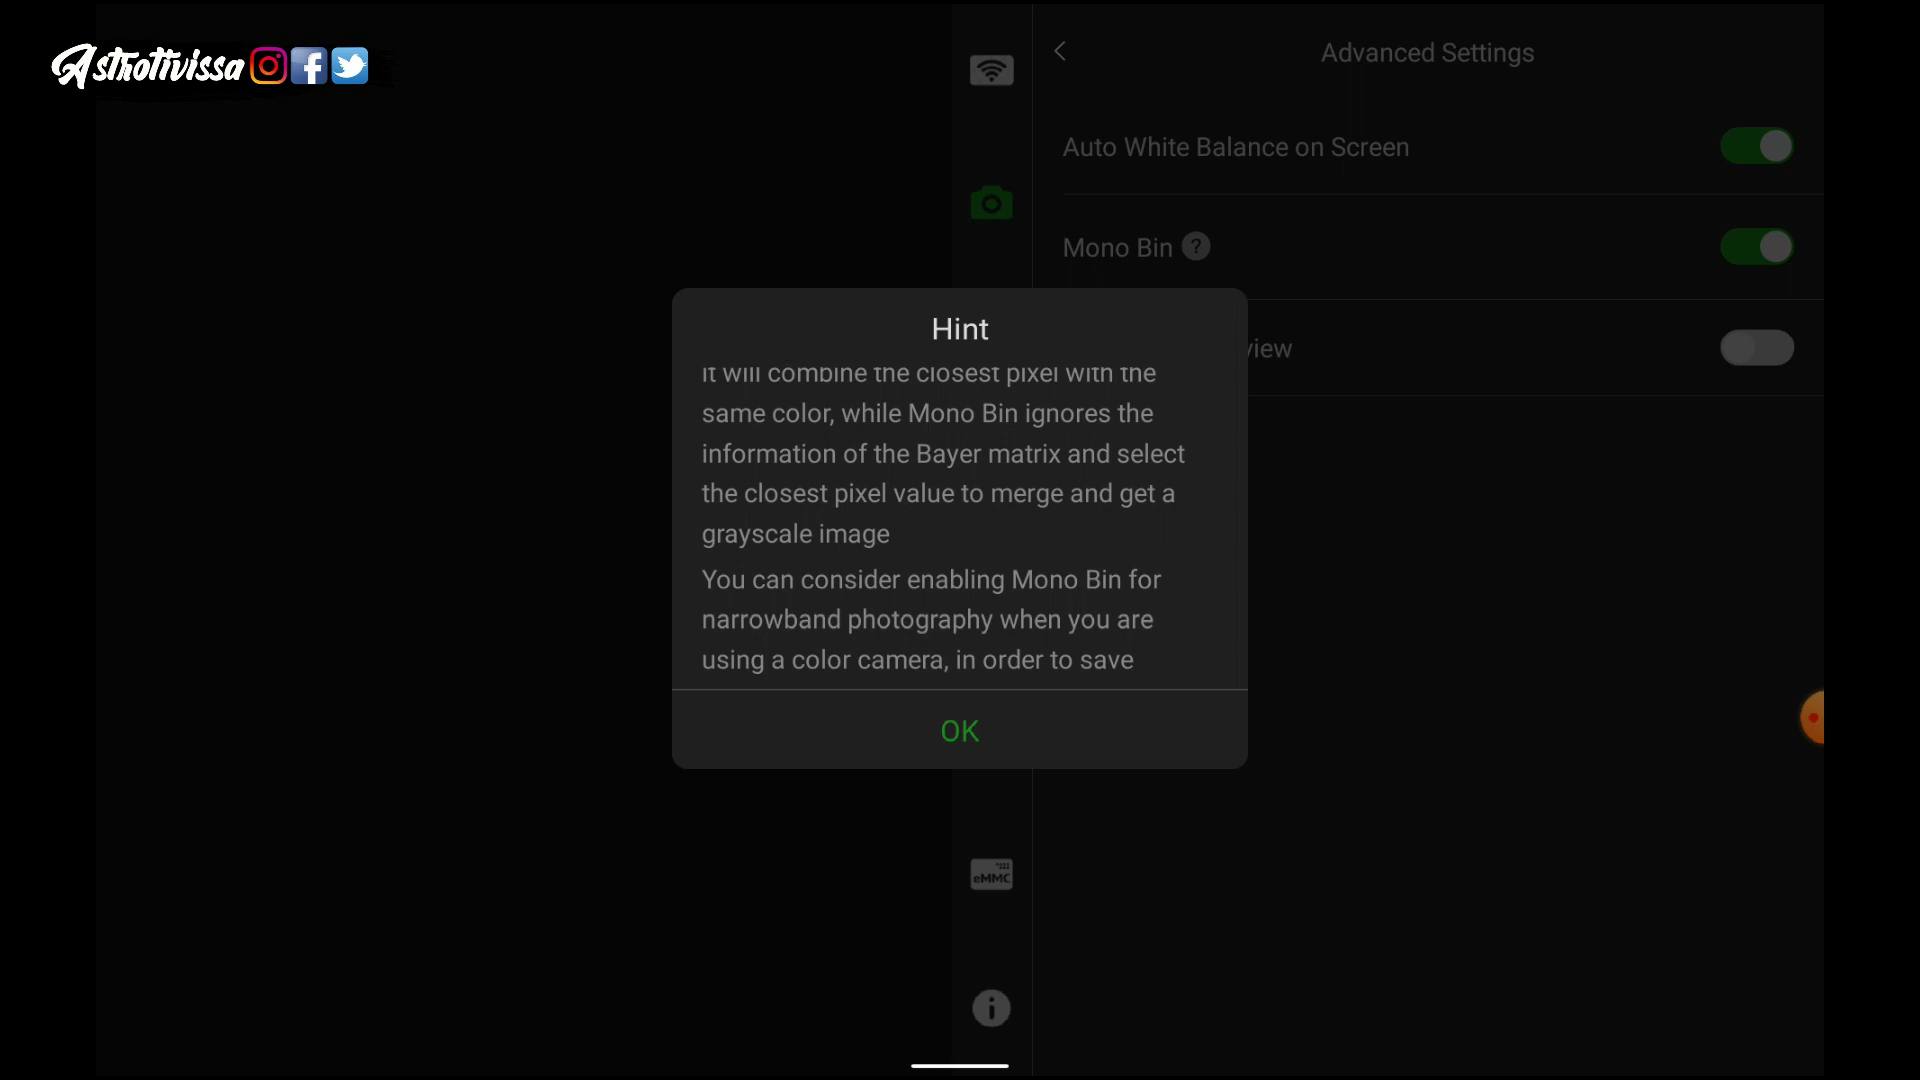 Astrotivissa
Advanced Settings
Auto White Balance on Screen
Mono Bin ?
view
Hint
it will combine the closest pixel with the
same color, while Mono Bin ignores the
information of the Bayer matrix and select
the closest pixel value to merge and get a
grayscale image
You can consider enabling Mono Bin for
narrowband photography when you are
using a color camera, in order to save
OK
eMMC